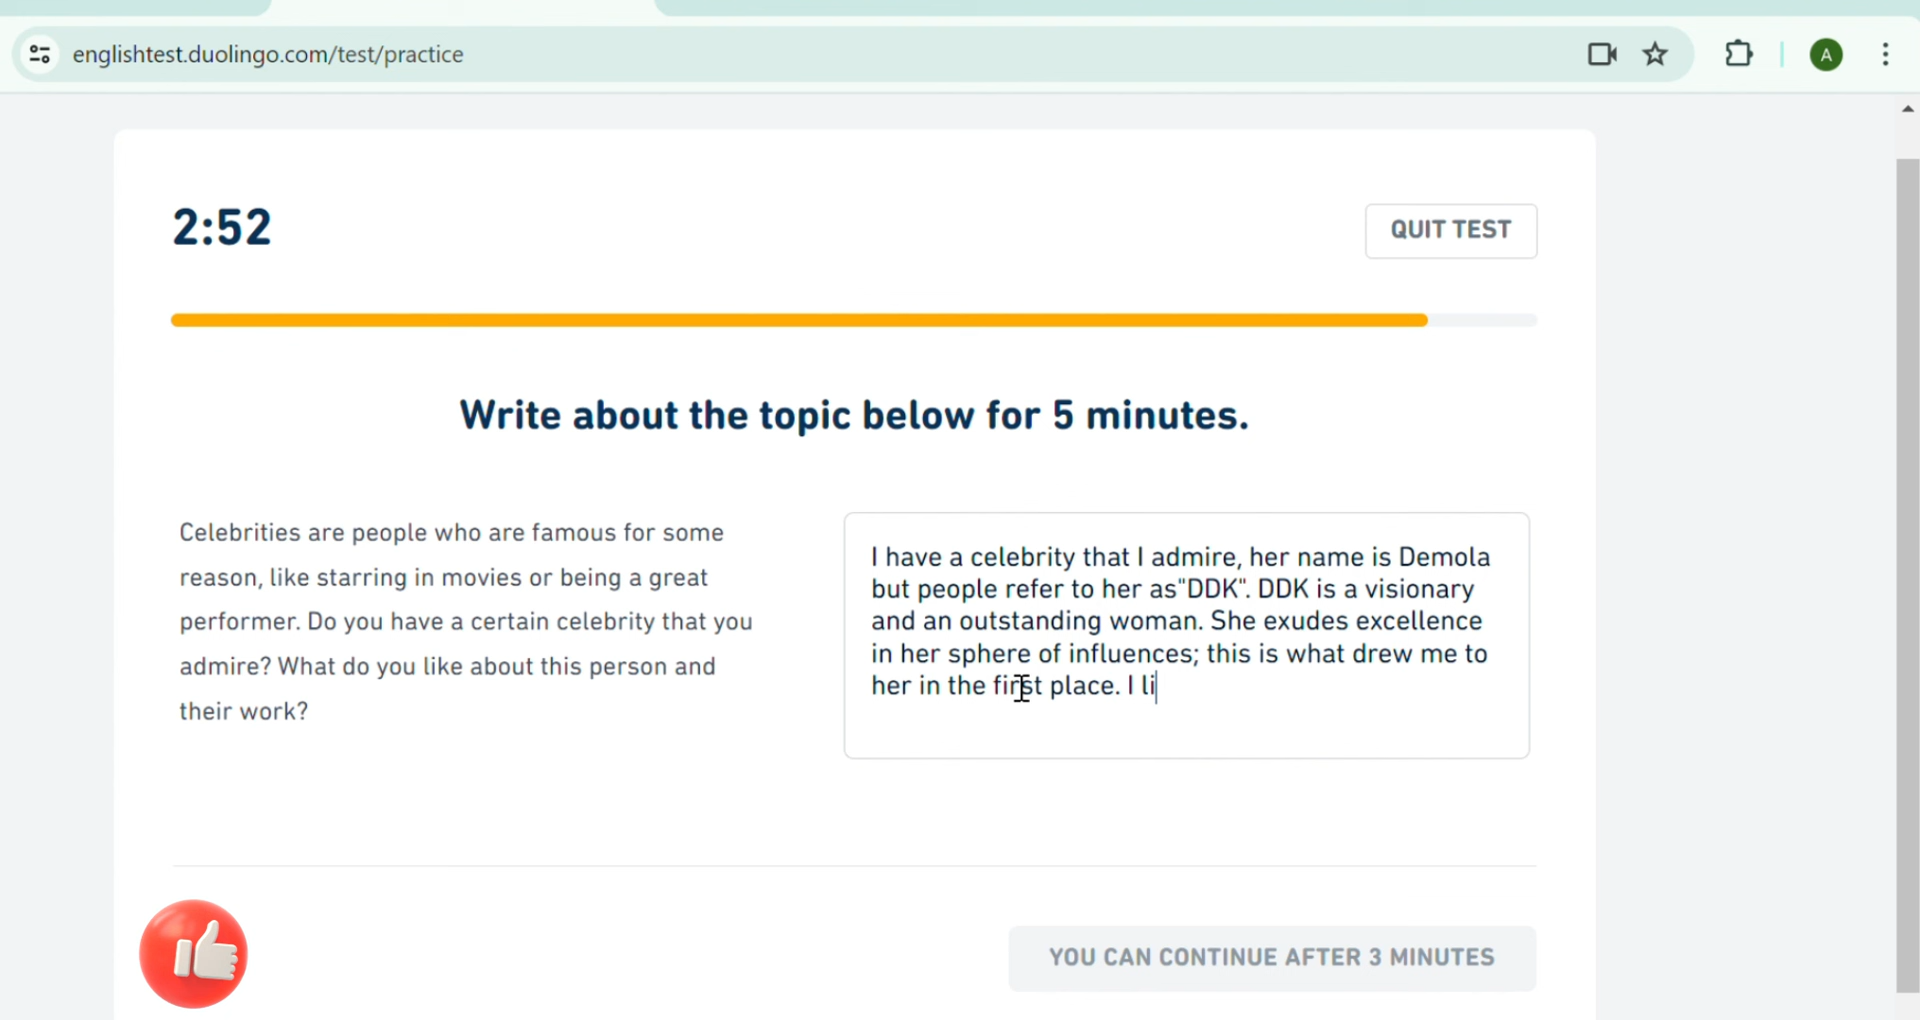 englishtest.duolingo.com/test/practice
A
2:52
QUIT TEST
Write about the topic below for 5 minutes.
Celebrities are people who are famous for some
reason, like starring in movies or being a great
performer. Do you have a certain celebrity that you
admire? What do you like about this person and
their work?
I have a celebrity that I admire, her name is Demola
but people refer to her as"DDK". DDK is a visionary
and an outstanding woman. She exudes excellence
in her sphere of influences; this is what drew me to
her in the first place. I li
YOU CAN CONTINUE AFTER 3 MINUTES